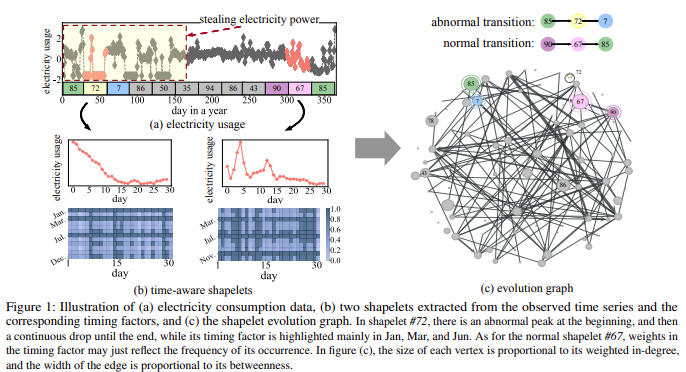 stealing electricity power
electricity usage
2
0
-2
85 72 7 86 50 35 94 86 43 90 67 85
0 50 100 150 200 250 300 350
day in a year
(a) electricity usage
electricity usage
0 5 10 15 20 25 30
day
electricity usage
0 5 10 15 20 25 30
day
Jan.
Mar.
Jul.
Dec.
1 15 30
day
Mar.
Jul.
Nov.
1 15 30
day
1.0
0.8
0.6
0.4
0.2
0.0
(b) time-aware shapelets
abnormal transition: 85 72 7
normal transition: 90 67 85
72
85
7
67
90
78
43
86
(c) evolution graph
Figure 1: Illustration of (a) electricity consumption data, (b) two shapelets extracted from the observed time series and the
corresponding timing factors, and (c) the shapelet evolution graph. In shapelet #72, there is an abnormal peak at the beginning, and then
a continuous drop until the end, while its timing factor is highlighted mainly in Jan, Mar, and Jun. As for the normal shapelet #67, weights in
the timing factor may just reflect the frequency of its occurrence. In figure (c), the size of each vertex is proportional to its weighted in-degree,
and the width of the edge is proportional to its betweenness.